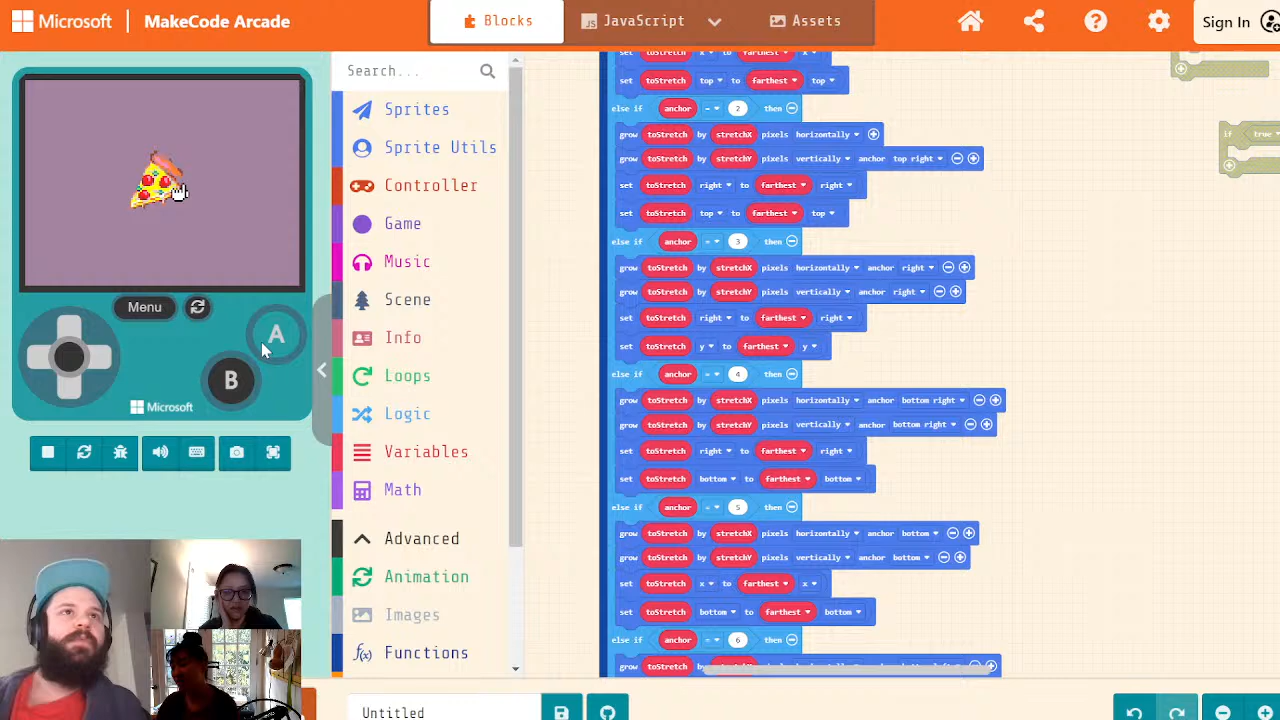 Microsoft MakeCode Arcade Blocks JavaScript Assets Sign In
Search...
Sprites
Sprite Utils
Controller
Game
Music
Scene
Info
Loops
Logic
Variables
Math
Advanced
Animation
Images
Functions
Menu
A
B
Microsoft
set toStretch x to farthest x
set toStretch top to farthest top
else if anchor = 2 then
grow toStretch by stretchX pixels horizontally
grow toStretch by stretchY pixels vertically anchor top right
set toStretch right to farthest right
set toStretch top to farthest top
else if anchor = 3 then
grow toStretch by stretchX pixels horizontally anchor right
grow toStretch by stretchY pixels vertically anchor right
set toStretch right to farthest right
set toStretch y to farthest y
else if anchor = 4 then
grow toStretch by stretchX pixels horizontally anchor bottom right
grow toStretch by stretchY pixels vertically anchor bottom right
set toStretch right to farthest right
set toStretch bottom to farthest bottom
else if anchor = 5 then
grow toStretch by stretchX pixels horizontally anchor bottom
grow toStretch by stretchY pixels vertically anchor bottom
set toStretch x to farthest x
set toStretch bottom to farthest bottom
else if anchor = 6 then
grow toStretch by
if true
Untitled